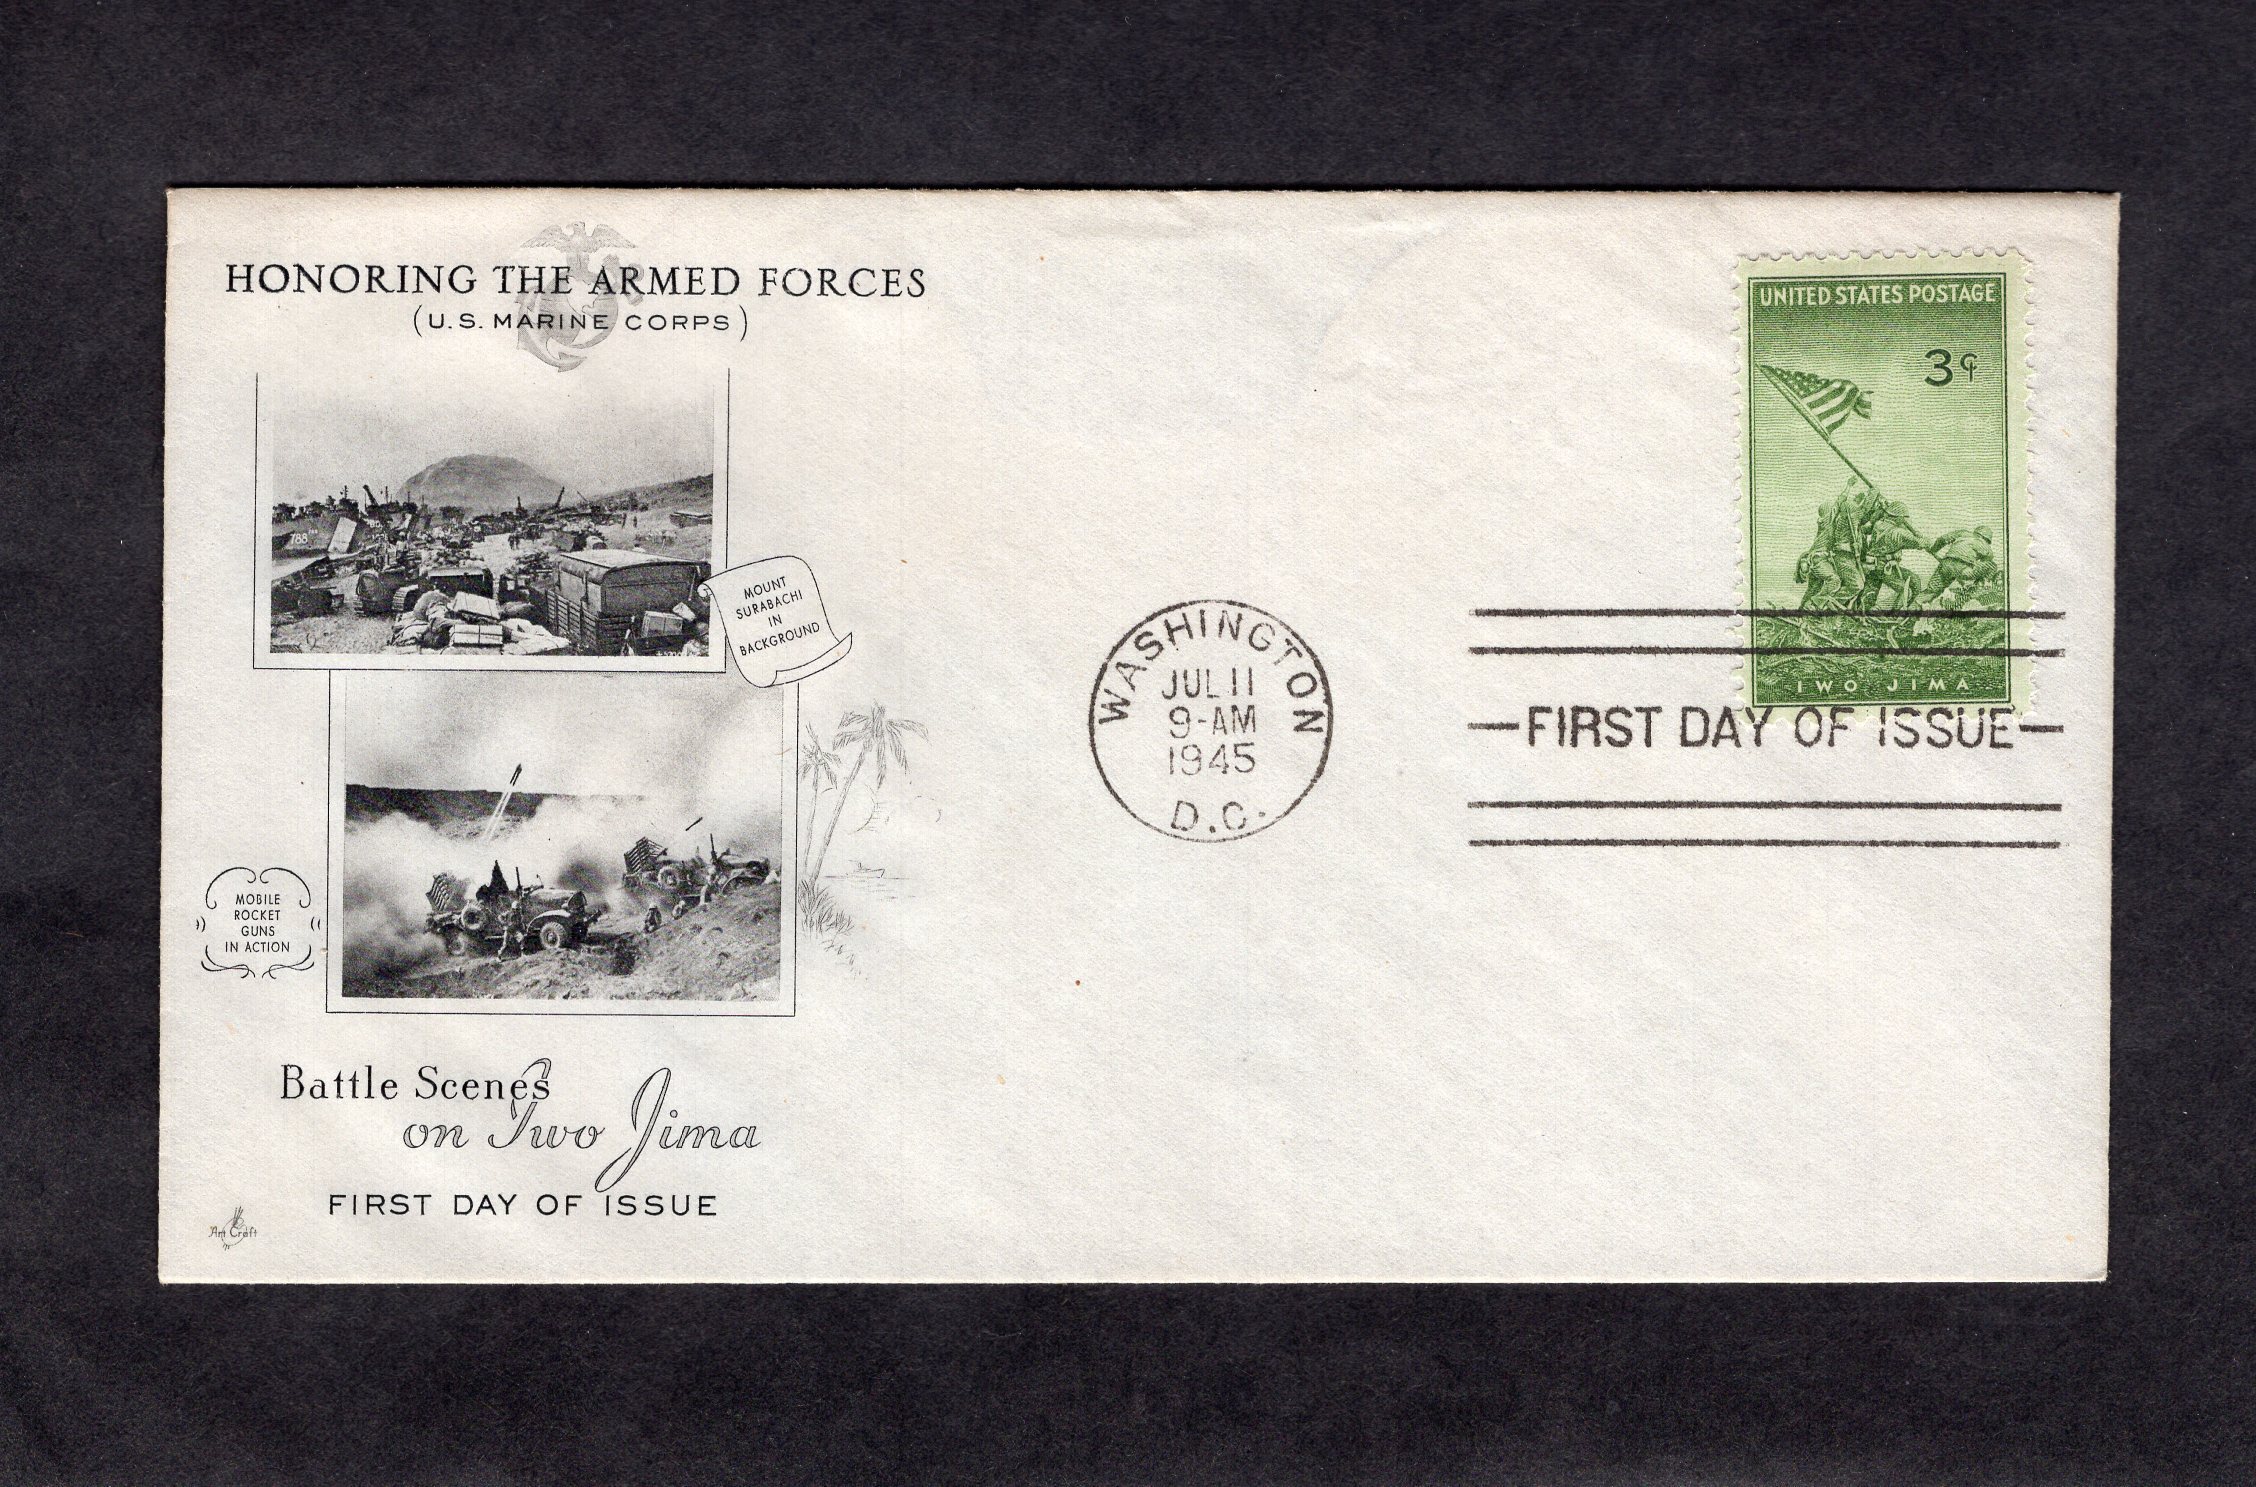 HONORING THE ARMED FORCES
(U.S. MARINE CORPS)
788
MOUNT
SURABACHI
IN
BACKGROUND
MOBILE
ROCKET
GUNS
IN ACTION
Battle Scenes
on Iwo Jima
FIRST DAY OF ISSUE
Art Craft
WASHINGTON
JUL 11
9-AM
1945
D.C.
UNITED STATES POSTAGE
3¢
IWO JIMA
FIRST DAY OF ISSUE